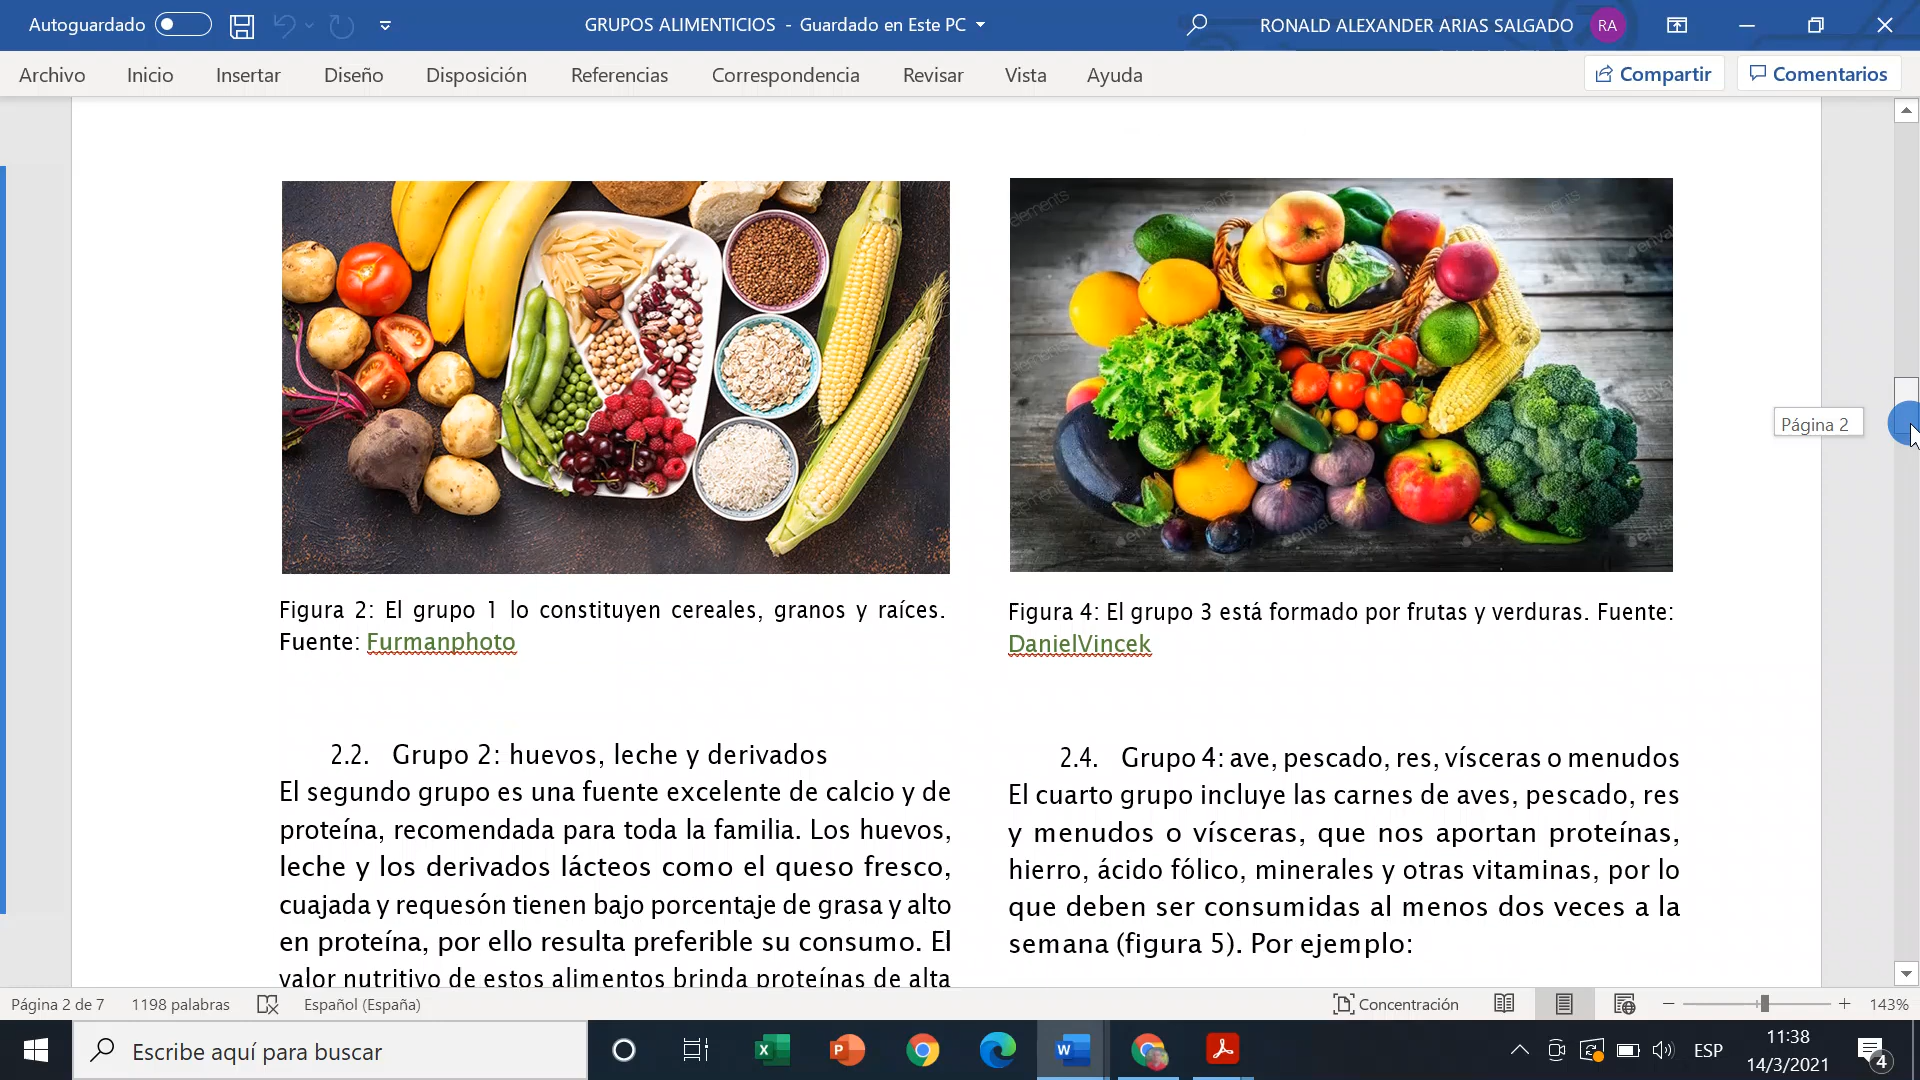 Autoguardado
GRUPOS ALIMENTICIOS - Guardado en Este PC
RONALD ALEXANDER ARIAS SALGADO
RA
Archivo Inicio Insertar Diseño Disposición Referencias Correspondencia Revisar Vista Ayuda
Compartir
Comentarios
Figura 2: El grupo 1 lo constituyen cereales, granos y raíces.
Fuente: Furmanphoto
2.2. Grupo 2: huevos, leche y derivados
El segundo grupo es una fuente excelente de calcio y de
proteína, recomendada para toda la familia. Los huevos,
leche y los derivados lácteos como el queso fresco,
cuajada y requesón tienen bajo porcentaje de grasa y alto
en proteína, por ello resulta preferible su consumo. El
valor nutritivo de estos alimentos brinda proteínas de alta
Figura 4: El grupo 3 está formado por frutas y verduras. Fuente:
DanielVincek
2.4. Grupo 4: ave, pescado, res, vísceras o menudos
El cuarto grupo incluye las carnes de aves, pescado, res
y menudos o vísceras, que nos aportan proteínas,
hierro, ácido fólico, minerales y otras vitaminas, por lo
que deben ser consumidas al menos dos veces a la
semana (figura 5). Por ejemplo:
Página 2
Página 2 de 7 1198 palabras Español (España)
Concentración
143%
Escribe aquí para buscar
ESP
11:38
14/3/2021
4